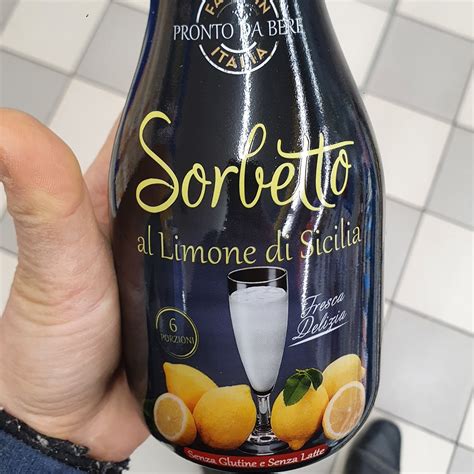 PRONTO DA BERE
ITALIA
Sorbetto
al Limone di Sicilia
Fresca
Delizia
6
PORZIONI
Senza Glutine e Senza Latte